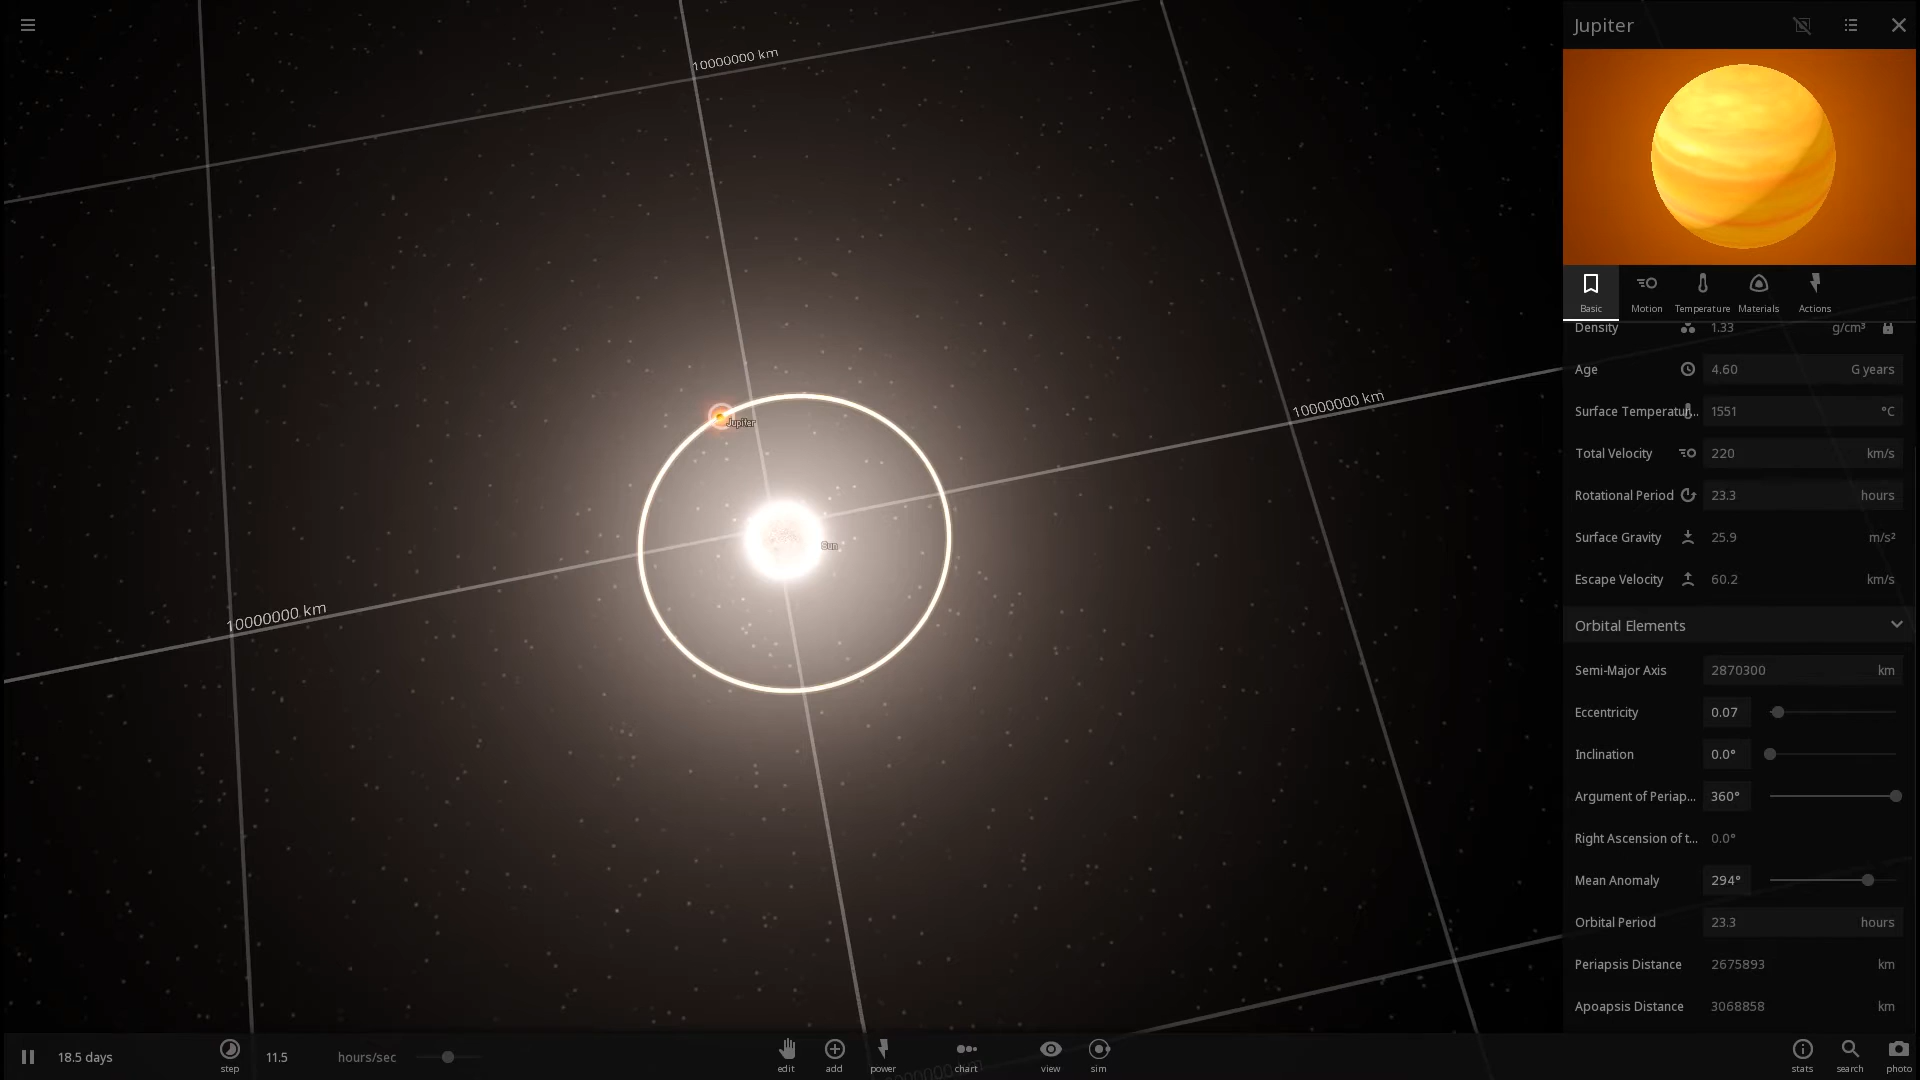 10000000 km
10000000 km
Jupiter
Sun
10000000 km
Jupiter
Basic
Motion
Temperature
Materials
Actions
Density 1.33 g/cm³
Age 4.60 G years
Surface Temperatur... 1551 °C
Total Velocity 220 km/s
Rotational Period 23.3 hours
Surface Gravity 25.9 m/s²
Escape Velocity 60.2 km/s
Orbital Elements
Semi-Major Axis 2870300 km
Eccentricity 0.07
Inclination 0.0°
Argument of Periap... 360°
Right Ascension of t... 0.0°
Mean Anomaly 294°
Orbital Period 23.3 hours
Periapsis Distance 2675893 km
Apoapsis Distance 3068858 km
18.5 days
step
11.5 hours/sec
edit
add
power
chart
view
sim
stats
search
photo